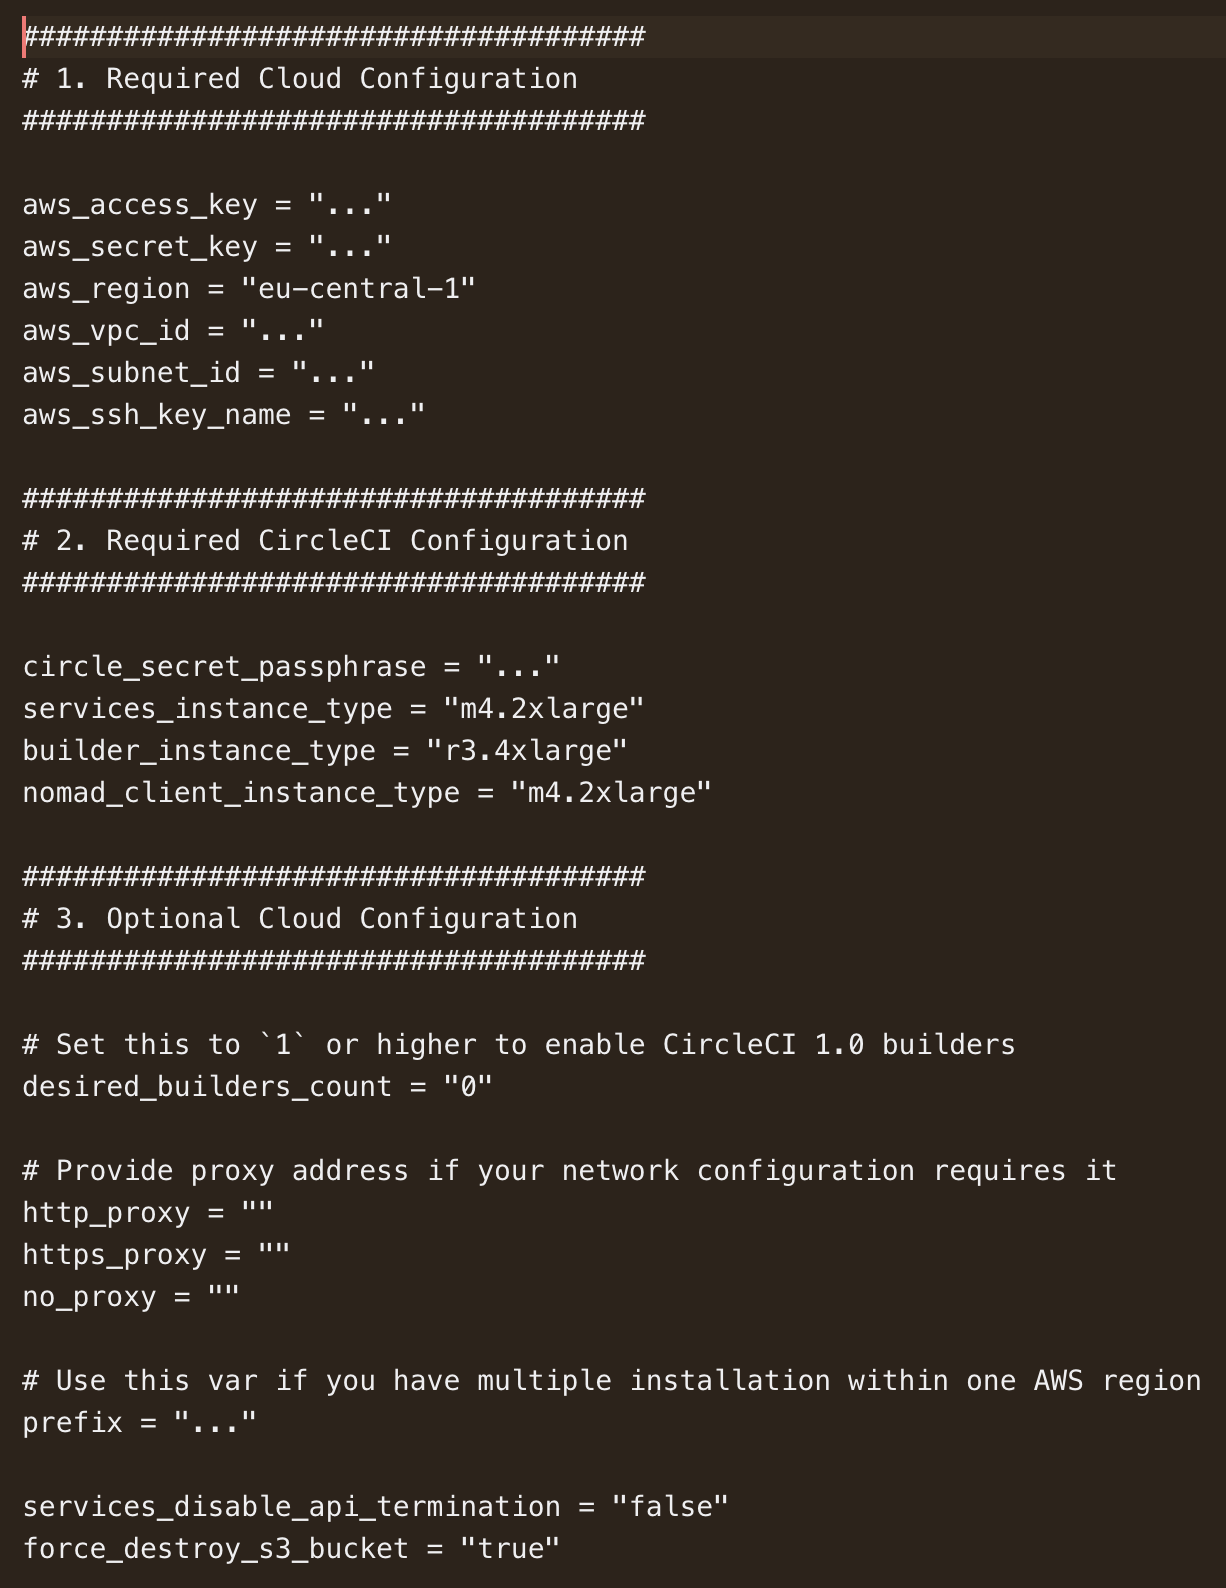 #####################################
# 1. Required Cloud Configuration
#####################################

aws_access_key = "..."
aws_secret_key = "..."
aws_region = "eu-central-1"
aws_vpc_id = "..."
aws_subnet_id = "..."
aws_ssh_key_name = "..."

#####################################
# 2. Required CircleCI Configuration
#####################################

circle_secret_passphrase = "..."
services_instance_type = "m4.2xlarge"
builder_instance_type = "r3.4xlarge"
nomad_client_instance_type = "m4.2xlarge"

#####################################
# 3. Optional Cloud Configuration
#####################################

# Set this to `1` or higher to enable CircleCI 1.0 builders
desired_builders_count = "0"

# Provide proxy address if your network configuration requires it
http_proxy = ""
https_proxy = ""
no_proxy = ""

# Use this var if you have multiple installation within one AWS region
prefix = "..."

services_disable_api_termination = "false"
force_destroy_s3_bucket = "true"